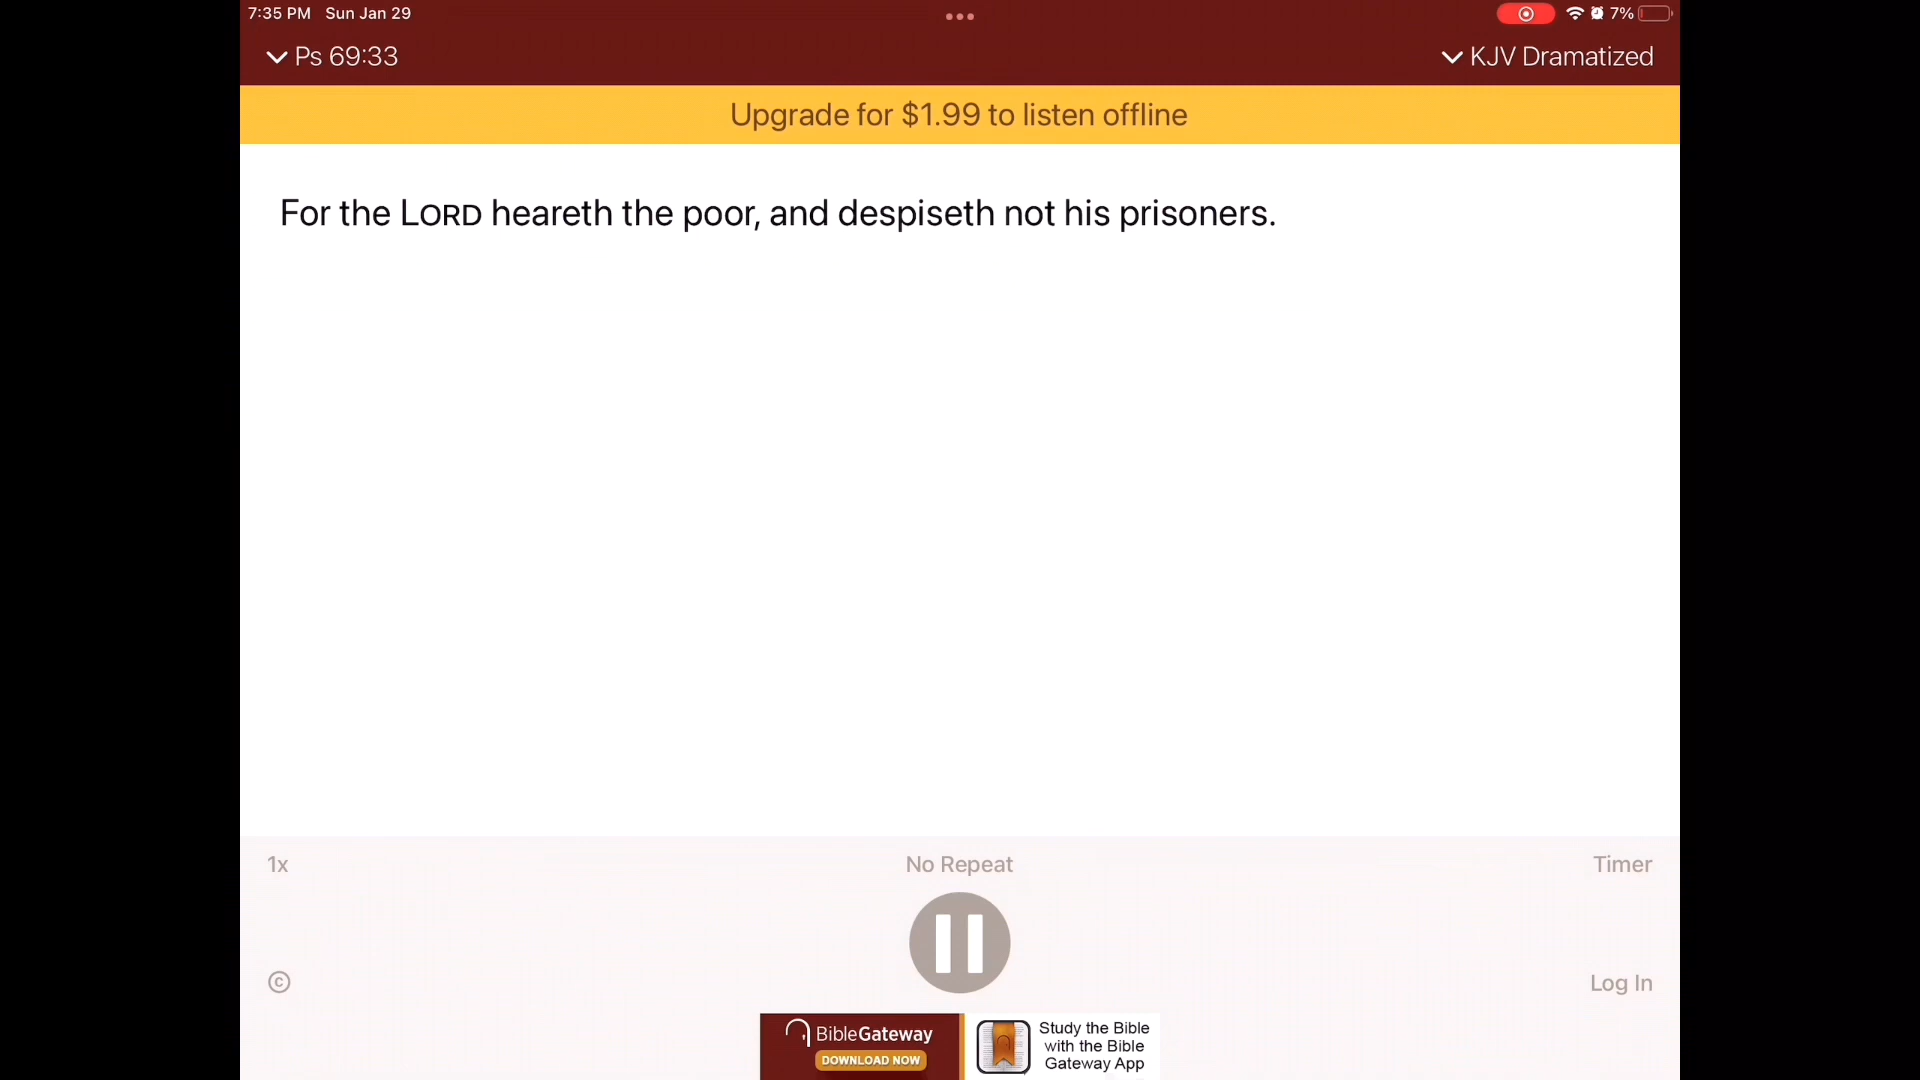 7:35 PM Sun Jan 29
7%
Ps 69:33
KJV Dramatized
Upgrade for $1.99 to listen offline
For the LORD heareth the poor, and despiseth not his prisoners.
1x
No Repeat
Timer
©
Log In
BibleGateway
DOWNLOAD NOW
Study the Bible
with the Bible
Gateway App